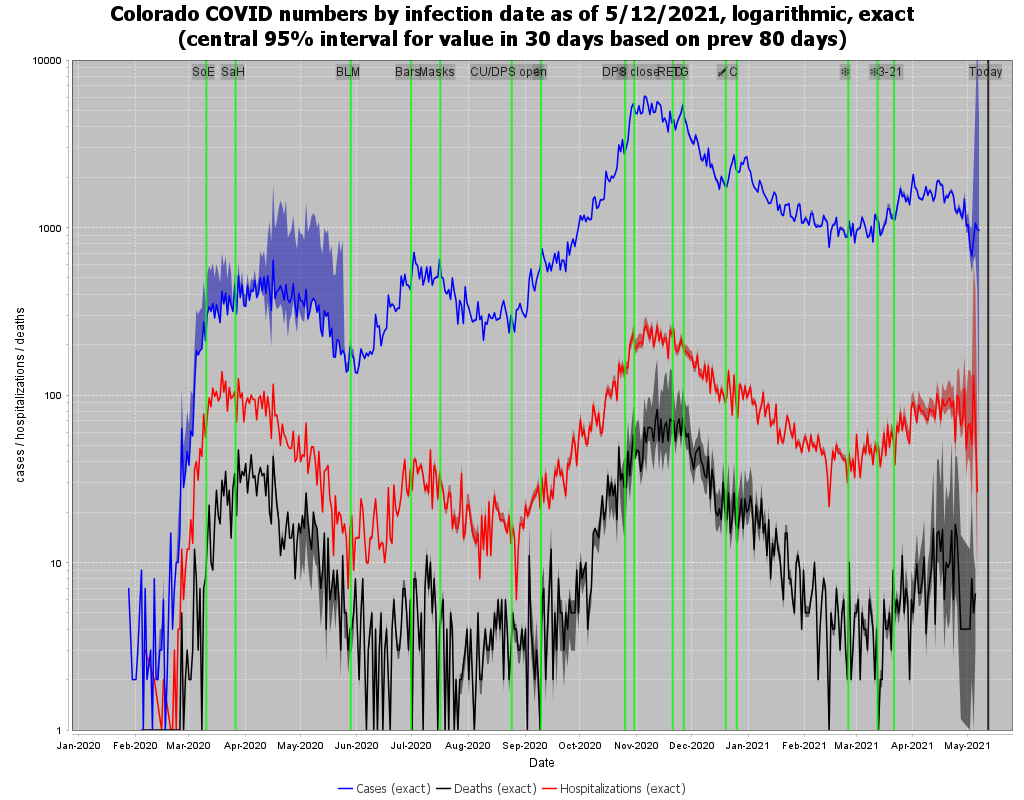 Colorado COVID numbers by infection date as of 5/12/2021, logarithmic, exact
(central 95% interval for value in 30 days based on prev 80 days)
SoE SaH BLM Bars Masks CU/DPS open DPS close RED C 3-21 Today
10000
1000
100
10
1
cases / hospitalizations / deaths
Jan-2020 Feb-2020 Mar-2020 Apr-2020 May-2020 Jun-2020 Jul-2020 Aug-2020 Sep-2020 Oct-2020 Nov-2020 Dec-2020 Jan-2021 Feb-2021 Mar-2021 Apr-2021 May-2021
Date
Cases (exact) Deaths (exact) Hospitalizations (exact)